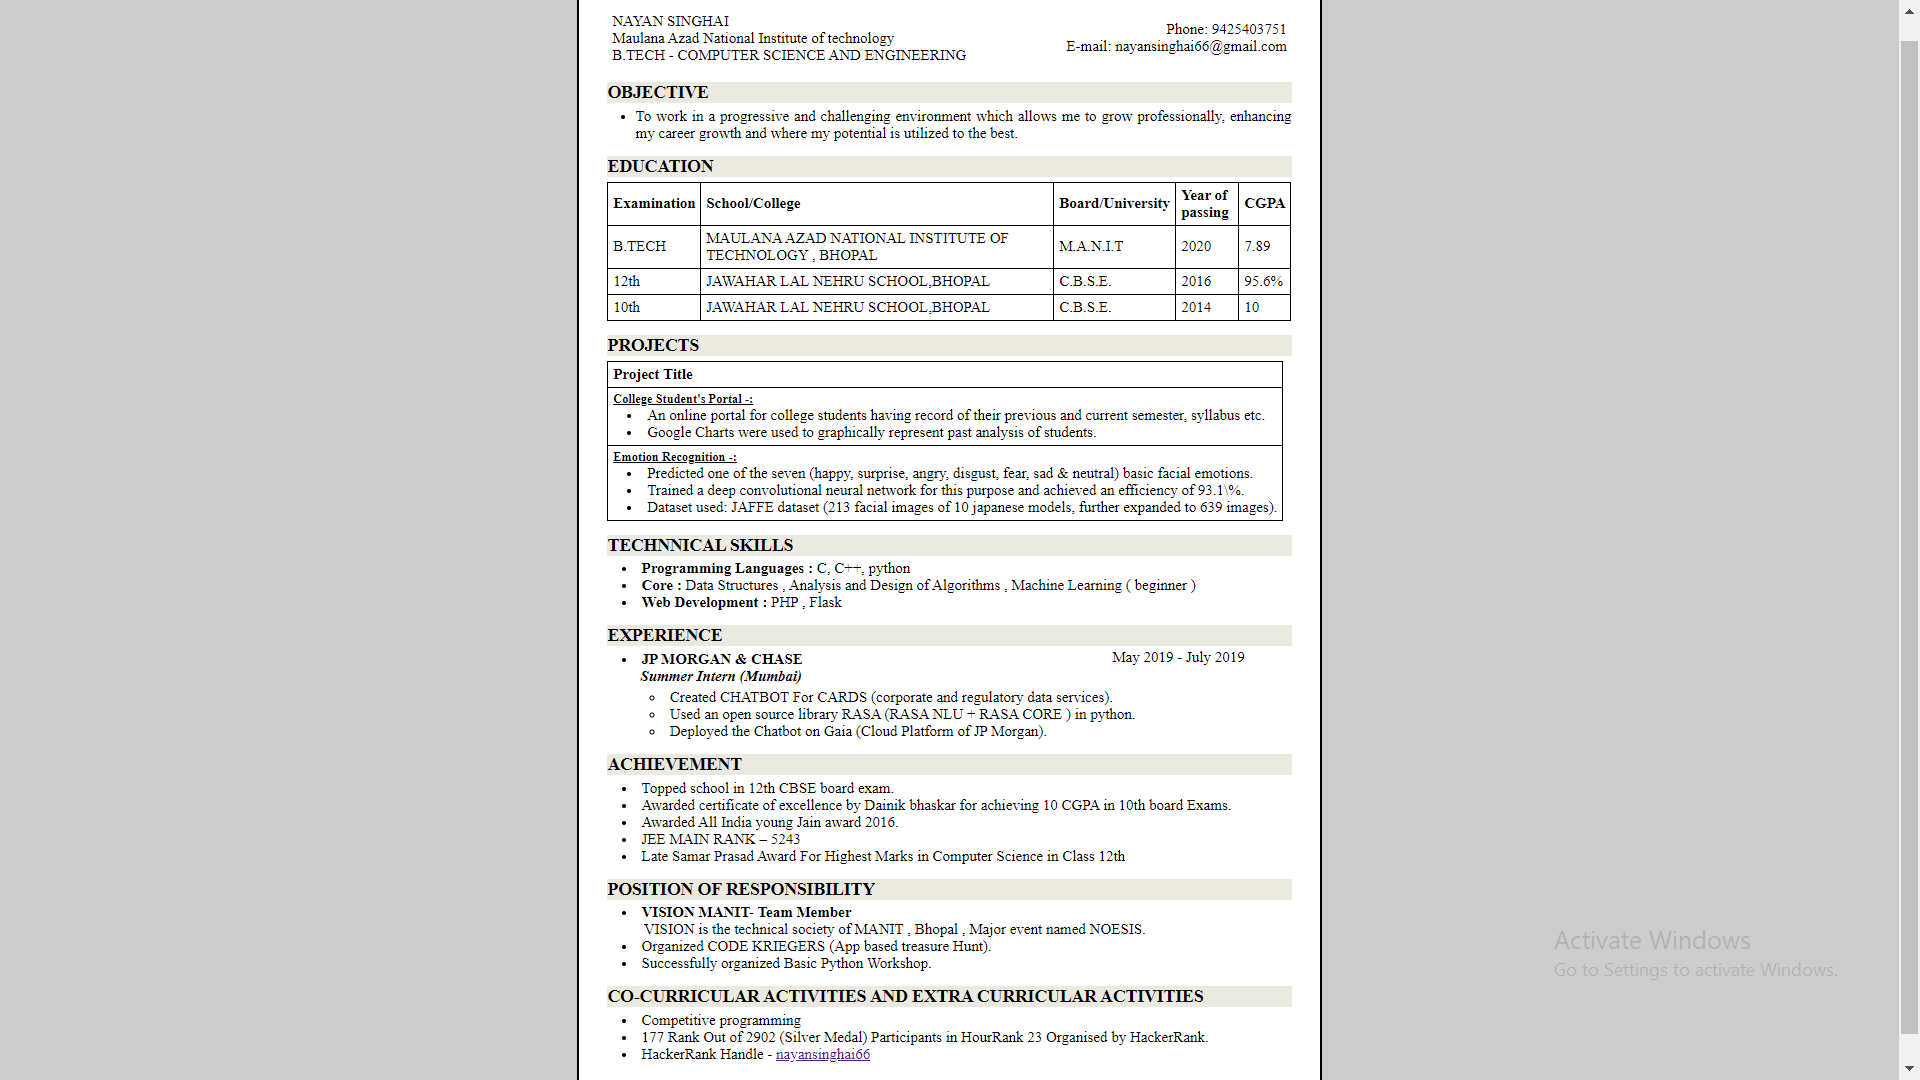 NAYAN SINGHAI
Maulana Azad National Institute of technology
B.TECH - COMPUTER SCIENCE AND ENGINEERING
Phone: 9425403751
E-mail: nayansinghai66@gmail.com
OBJECTIVE
• To work in a progressive and challenging environment which allows me to grow professionally, enhancing
my career growth and where my potential is utilized to the best.
EDUCATION
Examination School/College Board/University Year of passing CGPA
B.TECH MAULANA AZAD NATIONAL INSTITUTE OF TECHNOLOGY , BHOPAL M.A.N.I.T 2020 7.89
12th JAWAHAR LAL NEHRU SCHOOL,BHOPAL C.B.S.E. 2016 95.6%
10th JAWAHAR LAL NEHRU SCHOOL,BHOPAL C.B.S.E. 2014 10
PROJECTS
Project Title
College Student's Portal -:
• An online portal for college students having record of their previous and current semester, syllabus etc.
• Google Charts were used to graphically represent past analysis of students.
Emotion Recognition -:
• Predicted one of the seven (happy, surprise, angry, disgust, fear, sad & neutral) basic facial emotions.
• Trained a deep convolutional neural network for this purpose and achieved an efficiency of 93.1\%.
• Dataset used: JAFFE dataset (213 facial images of 10 japanese models, further expanded to 639 images).
TECHNNICAL SKILLS
• Programming Languages : C, C++, python
• Core : Data Structures , Analysis and Design of Algorithms , Machine Learning ( beginner )
• Web Development : PHP , Flask
EXPERIENCE
• JP MORGAN & CHASE May 2019 - July 2019
Summer Intern (Mumbai)
◦ Created CHATBOT For CARDS (corporate and regulatory data services).
◦ Used an open source library RASA (RASA NLU + RASA CORE ) in python.
◦ Deployed the Chatbot on Gaia (Cloud Platform of JP Morgan).
ACHIEVEMENT
• Topped school in 12th CBSE board exam.
• Awarded certificate of excellence by Dainik bhaskar for achieving 10 CGPA in 10th board Exams.
• Awarded All India young Jain award 2016.
• JEE MAIN RANK – 5243
• Late Samar Prasad Award For Highest Marks in Computer Science in Class 12th
POSITION OF RESPONSIBILITY
• VISION MANIT- Team Member
VISION is the technical society of MANIT , Bhopal , Major event named NOESIS.
• Organized CODE KRIEGERS (App based treasure Hunt).
• Successfully organized Basic Python Workshop.
CO-CURRICULAR ACTIVITIES AND EXTRA CURRICULAR ACTIVITIES
• Competitive programming
• 177 Rank Out of 2902 (Silver Medal) Participants in HourRank 23 Organised by HackerRank.
• HackerRank Handle - nayansinghai66
Activate Windows
Go to Settings to activate Windows.